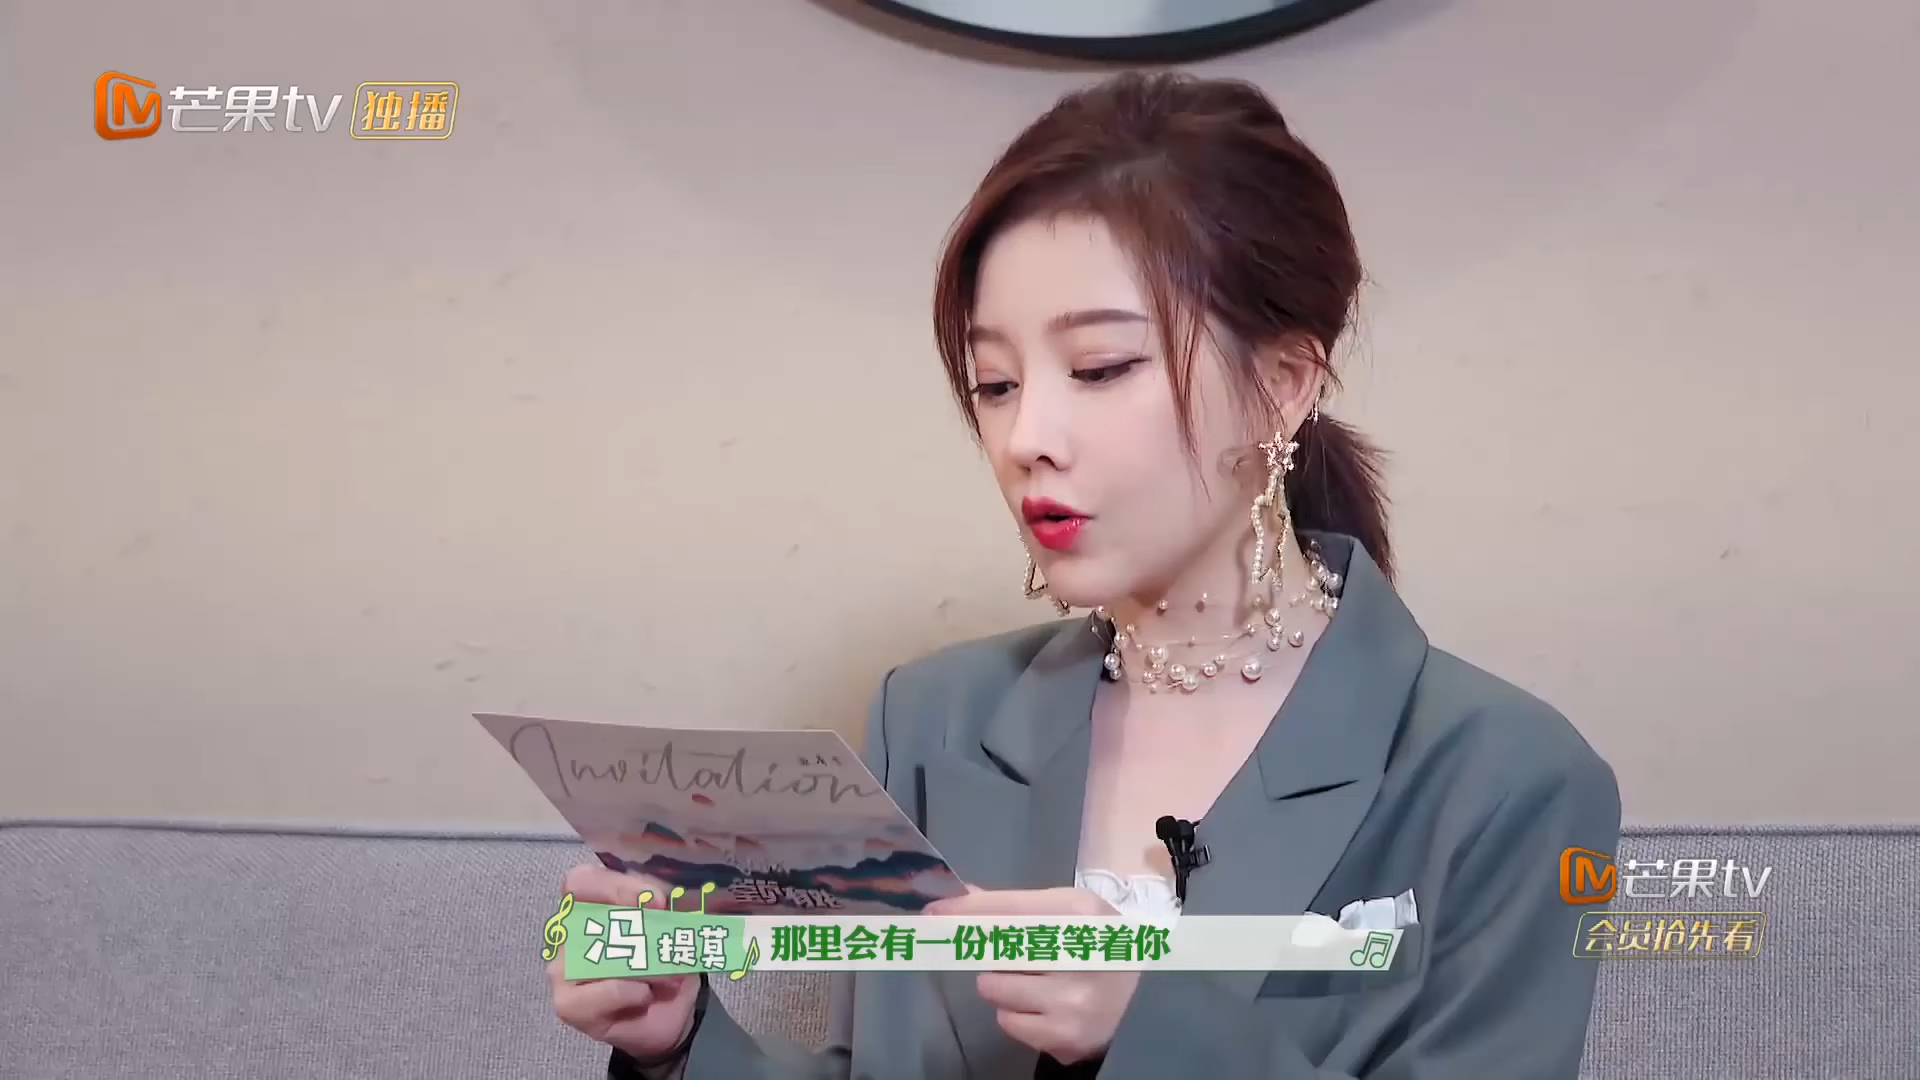 芒果tv 独播
Invitation
冯提莫 那里会有一份惊喜等着你
芒果tv
会员抢先看